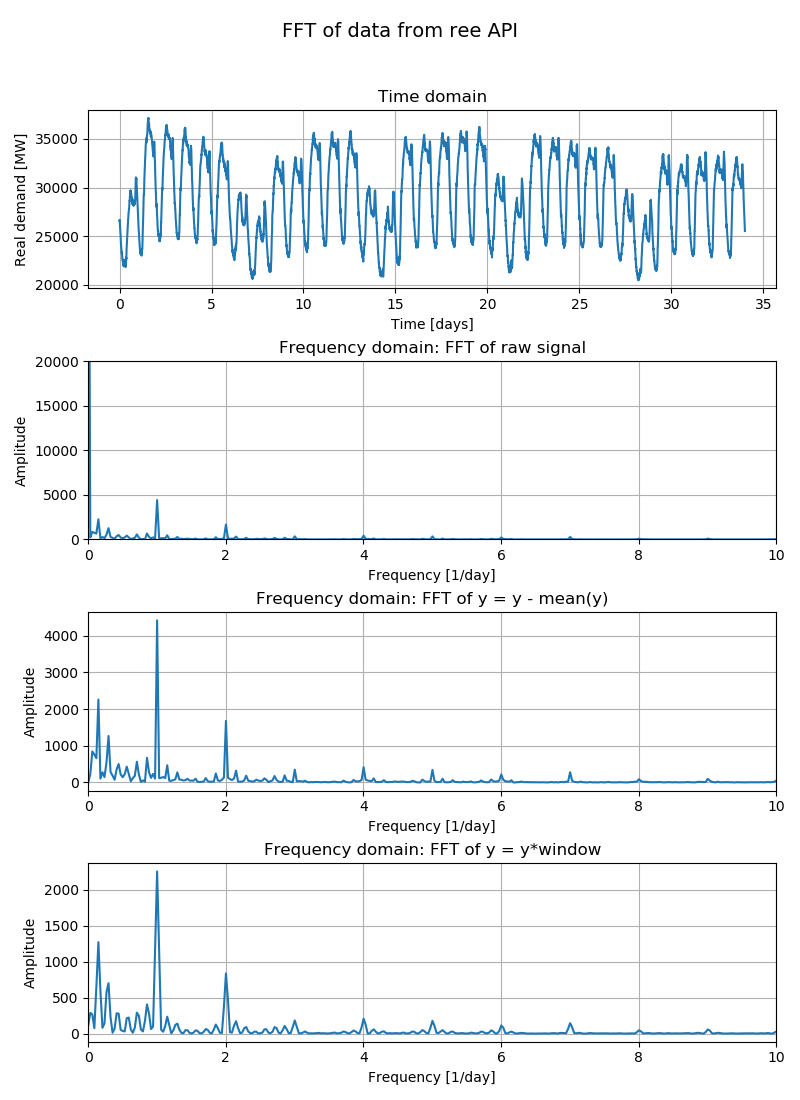 FFT of data from ree API
Time domain
Real demand [MW]
35000
30000
25000
20000
0 5 10 15 20 25 30 35
Time [days]
Frequency domain: FFT of raw signal
Amplitude
20000
15000
10000
5000
0
0 2 4 6 8 10
Frequency [1/day]
Frequency domain: FFT of y = y - mean(y)
Amplitude
4000
3000
2000
1000
0
0 2 4 6 8 10
Frequency [1/day]
Frequency domain: FFT of y = y*window
Amplitude
2000
1500
1000
500
0
0 2 4 6 8 10
Frequency [1/day]